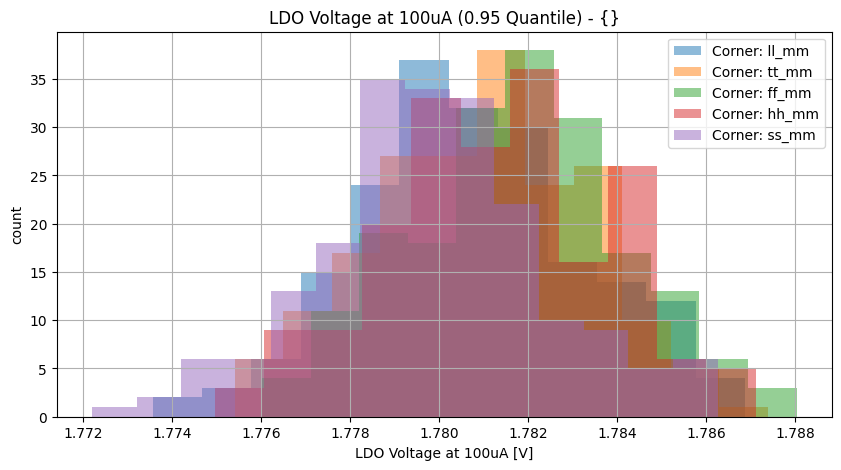 LDO Voltage at 100uA (0.95 Quantile) - {}
Corner: ll_mm
Corner: tt_mm
Corner: ff_mm
Corner: hh_mm
Corner: ss_mm
35
30
25
20
15
10
5
0
count
1.772 1.774 1.776 1.778 1.780 1.782 1.784 1.786 1.788
LDO Voltage at 100uA [V]